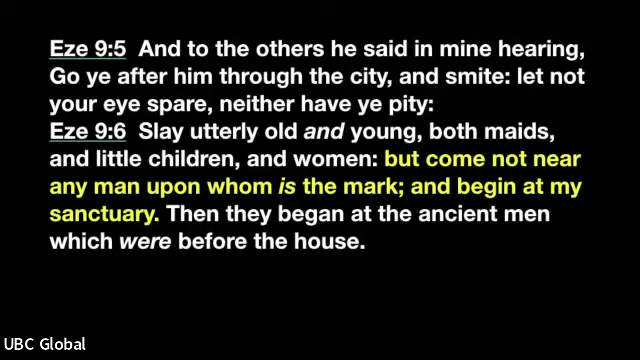 Eze 9:5 And to the others he said in mine hearing,
Go ye after him through the city, and smite: let not
your eye spare, neither have ye pity:
Eze 9:6 Slay utterly old and young, both maids,
and little children, and women: but come not near
any man upon whom is the mark; and begin at my
sanctuary. Then they began at the ancient men
which were before the house.
UBC Global